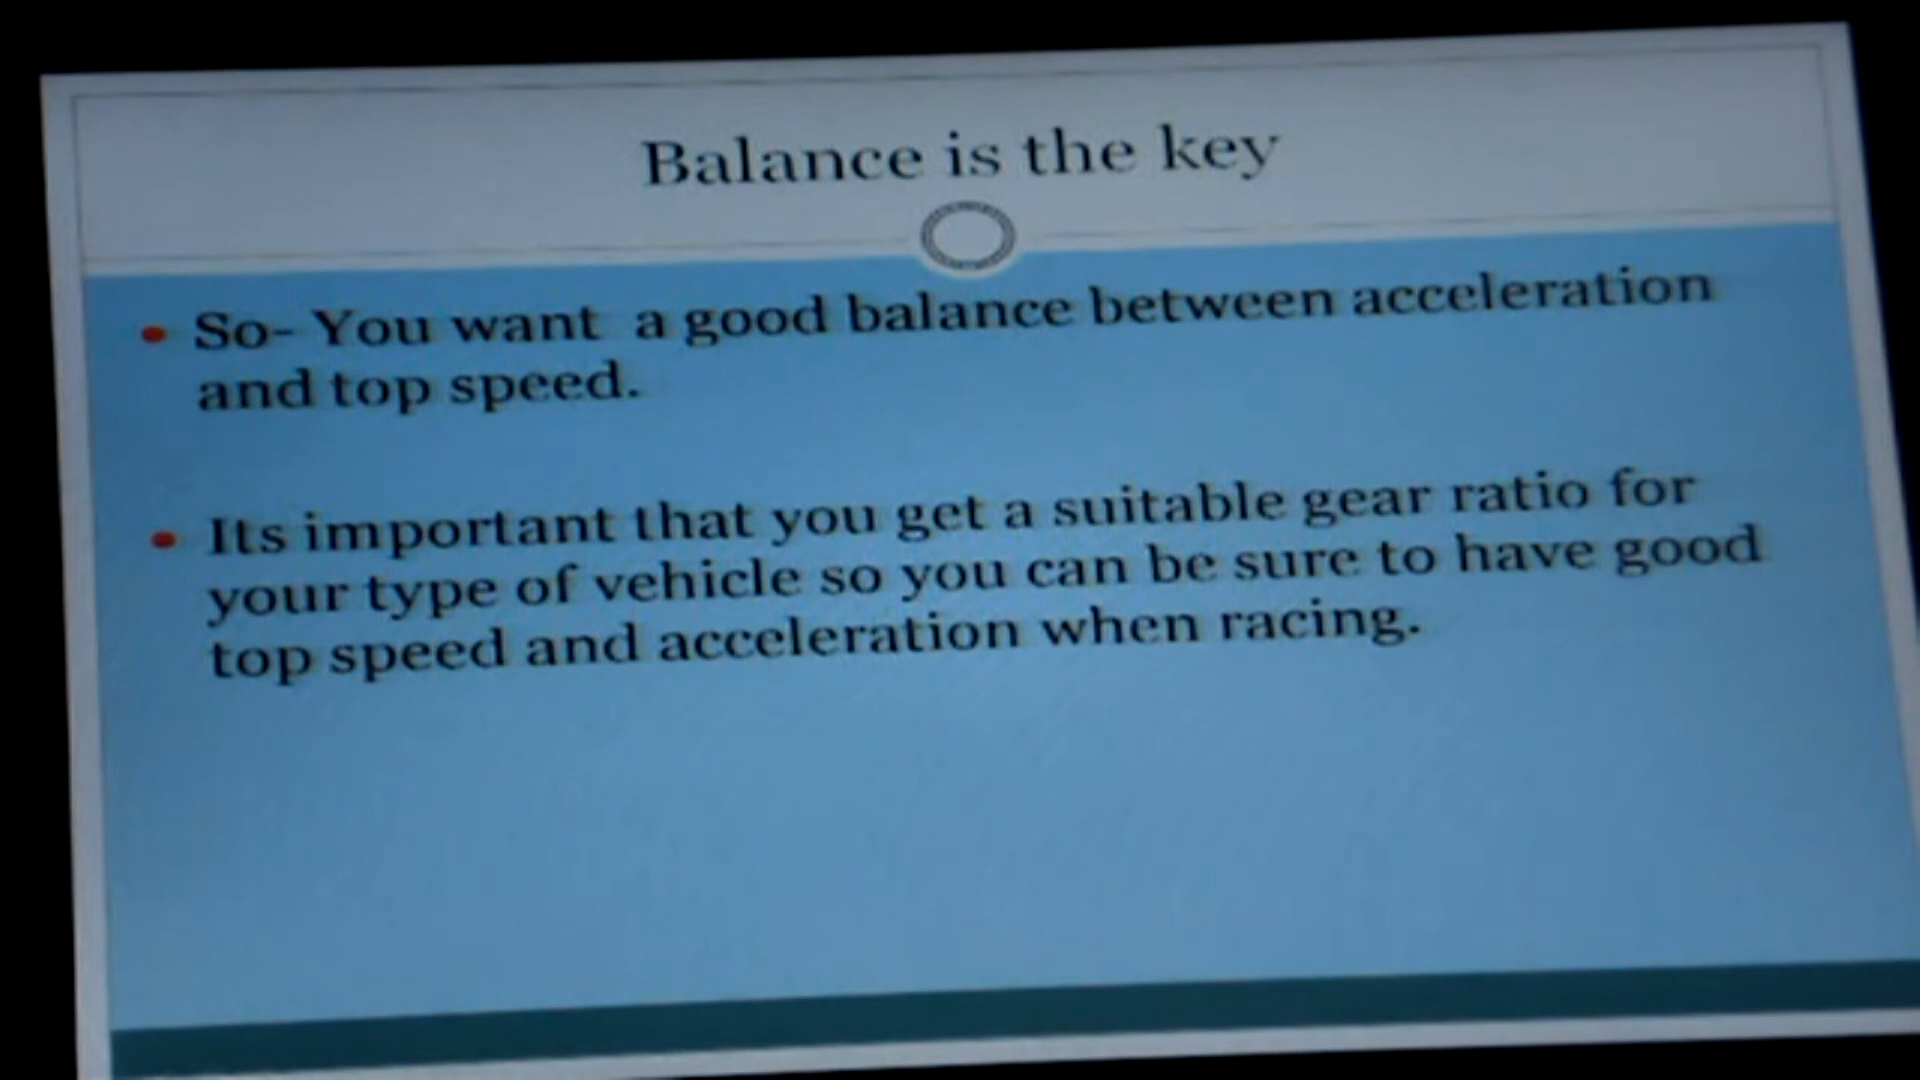 Balance is the key
So- You want a good balance between acceleration
and top speed.
Its important that you get a suitable gear ratio for
your type of vehicle so you can be sure to have good
top speed and acceleration when racing.